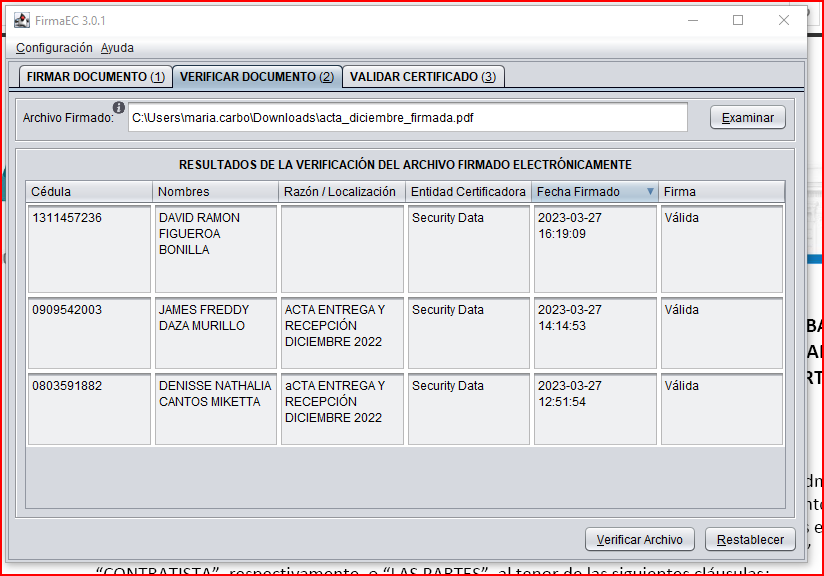 FirmaEC 3.0.1
Configuración Ayuda
FIRMAR DOCUMENTO (1) VERIFICAR DOCUMENTO (2) VALIDAR CERTIFICADO (3)
Archivo Firmado: C:\Users\maria.carbo\Downloads\acta_diciembre_firmada.pdf Examinar
RESULTADOS DE LA VERIFICACIÓN DEL ARCHIVO FIRMADO ELECTRÓNICAMENTE
Cédula Nombres Razón / Localización Entidad Certificadora Fecha Firmado Firma
1311457236 DAVID RAMON Security Data 2023-03-27 Válida
FIGUEROA 16:19:09
BONILLA
0909542003 JAMES FREDDY ACTA ENTREGA Y Security Data 2023-03-27 Válida
DAZA MURILLO RECEPCIÓN 14:14:53
DICIEMBRE 2022
0803591882 DENISSE NATHALIA aCTA ENTREGA Y Security Data 2023-03-27 Válida
CANTOS MIKETTA RECEPCIÓN 12:51:54
DICIEMBRE 2022
Verificar Archivo Restablecer
"CONTRATISTA", respectivamente, o "LAS PARTES", al tenor de las siguientes cláusulas: